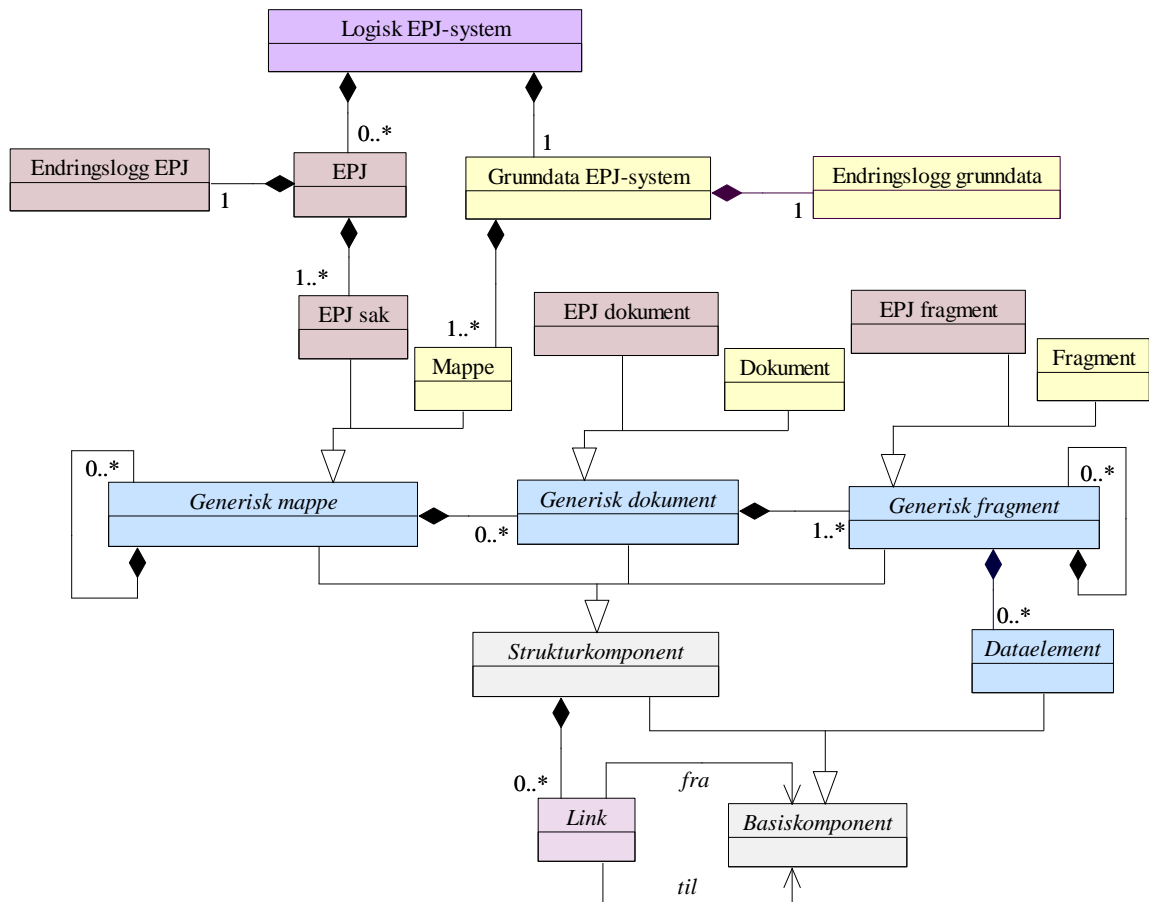 Logisk EPJ-system
0..*
1
Endringslogg EPJ
EPJ
Grunndata EPJ-system
Endringslogg grunndata
1
1
1..*
EPJ sak
EPJ dokument
EPJ fragment
1..*
Mappe
Dokument
Fragment
0..*
0..*
Generisk mappe
Generisk dokument
Generisk fragment
0..*
1..*
0..*
Strukturkomponent
Dataelement
0..*
fra
Link
Basiskomponent
til